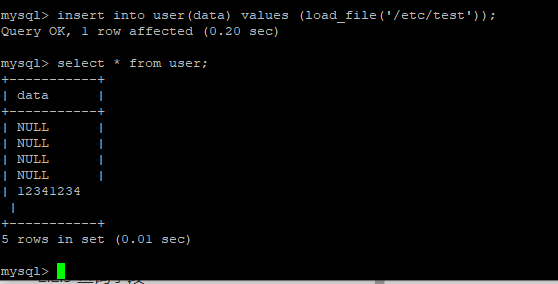 mysql> insert into user(data) values (load_file('/etc/test'));
Query OK, 1 row affected (0.20 sec)
mysql> select * from user;
+-----------+
| data      |
+-----------+
| NULL      |
| NULL      |
| NULL      |
| NULL      |
| 12341234
 |
+-----------+
5 rows in set (0.01 sec)
mysql>